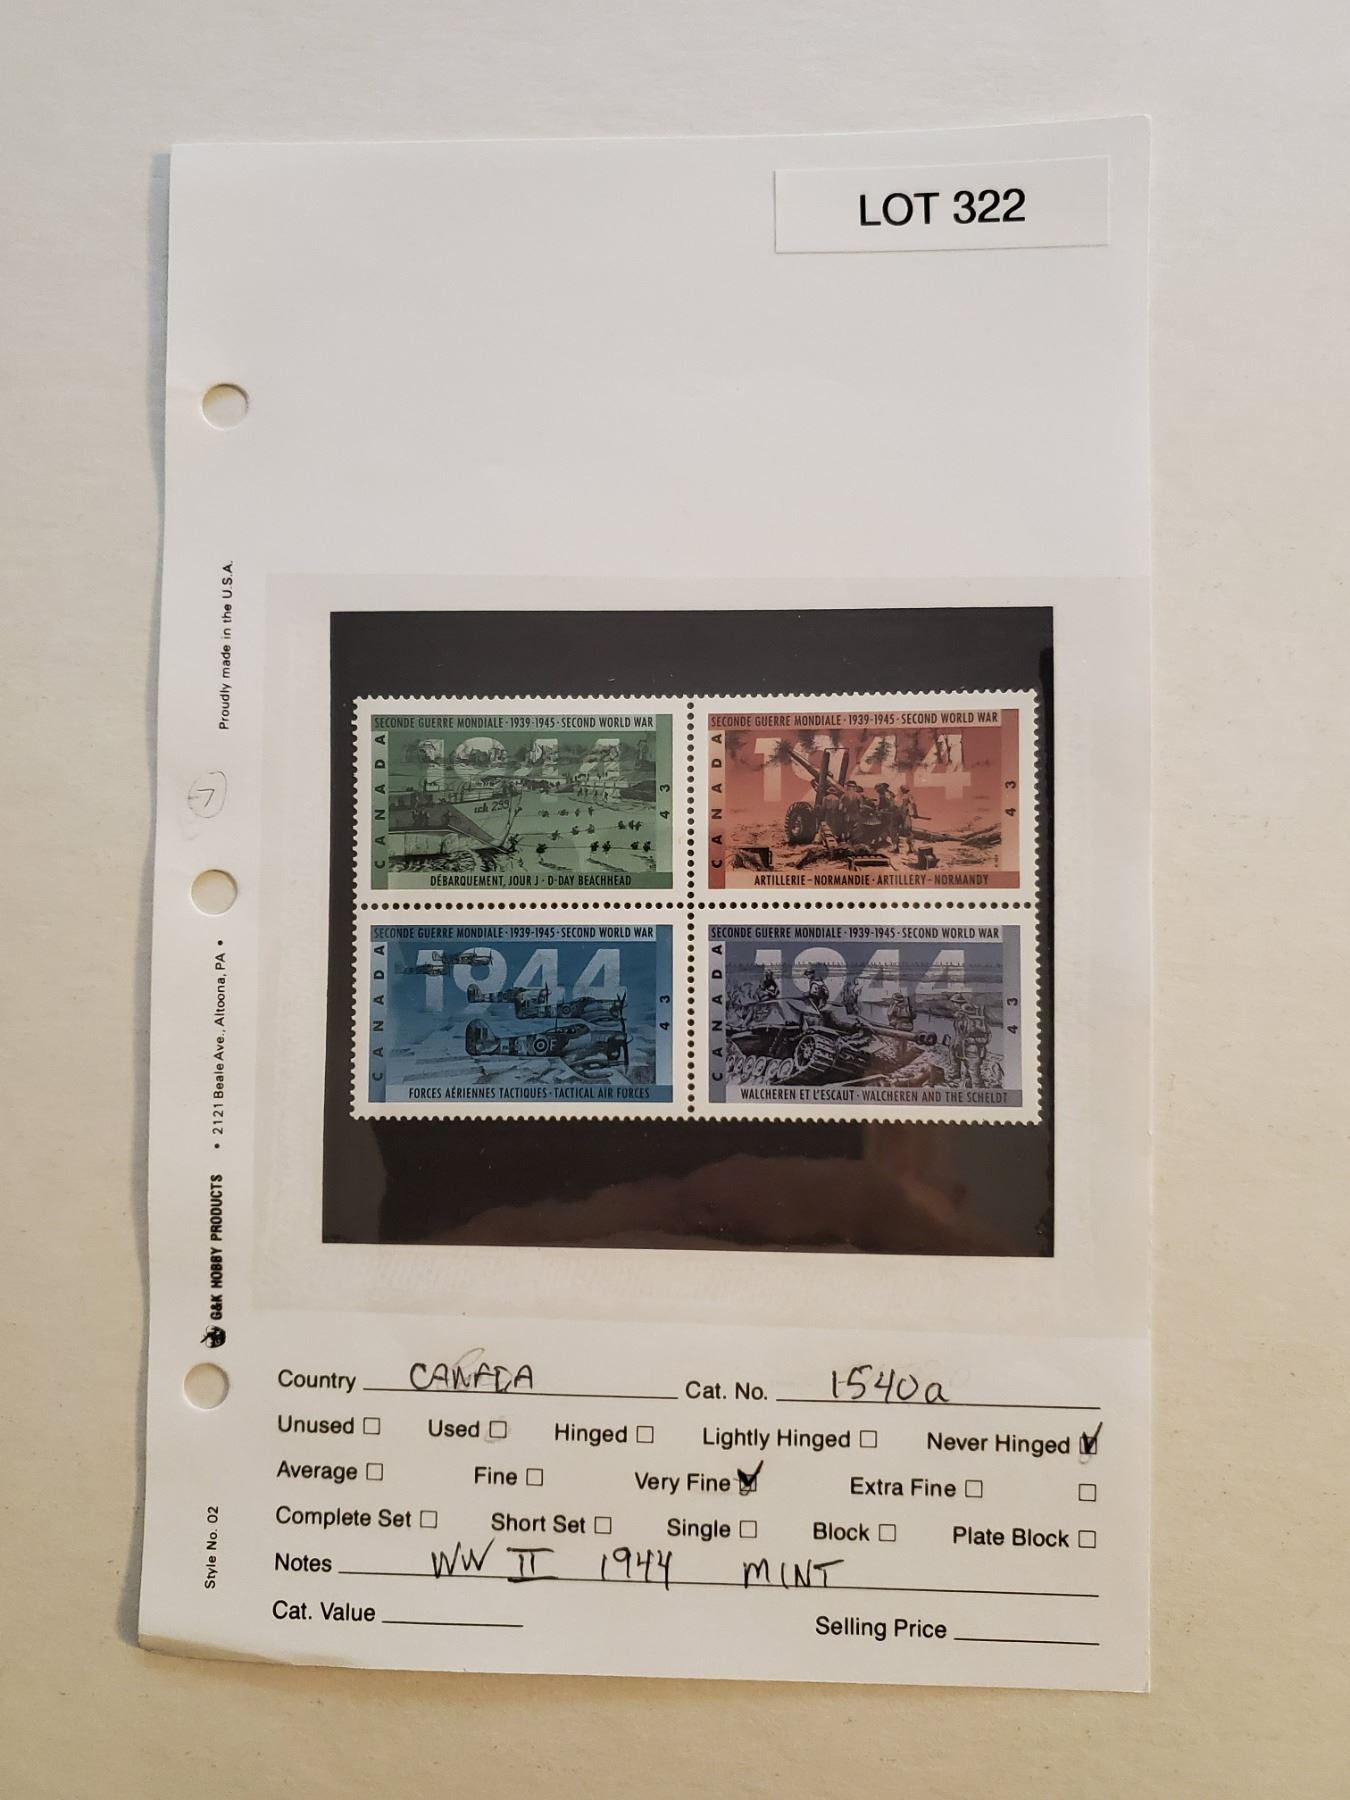 LOT 322
Proudly made in the U.S.A.
SECONDE GUERRE MONDIALE · 1939-1945 · SECOND WORLD WAR
CANADA
1944
43
DÉBARQUEMENT, JOUR J · D-DAY BEACHHEAD
SECONDE GUERRE MONDIALE · 1939-1945 · SECOND WORLD WAR
CANADA
1944
43
ARTILLERIE – NORMANDIE · ARTILLERY – NORMANDY
SECONDE GUERRE MONDIALE · 1939-1945 · SECOND WORLD WAR
CANADA
1944
43
FORCES AÉRIENNES TACTIQUES · TACTICAL AIR FORCES
SECONDE GUERRE MONDIALE · 1939-1945 · SECOND WORLD WAR
CANADA
1944
43
WALCHEREN ET L'ESCAUT · WALCHEREN AND THE SCHELDT
G&K HOBBY PRODUCTS • 2121 Beale Ave., Altoona, PA •
Style No. 02
Country CANADA Cat. No. 1540a
Unused Used Hinged Lightly Hinged Never Hinged
Average Fine Very Fine Extra Fine
Complete Set Short Set Single Block Plate Block
Notes WW II 1944 MINT
Cat. Value Selling Price